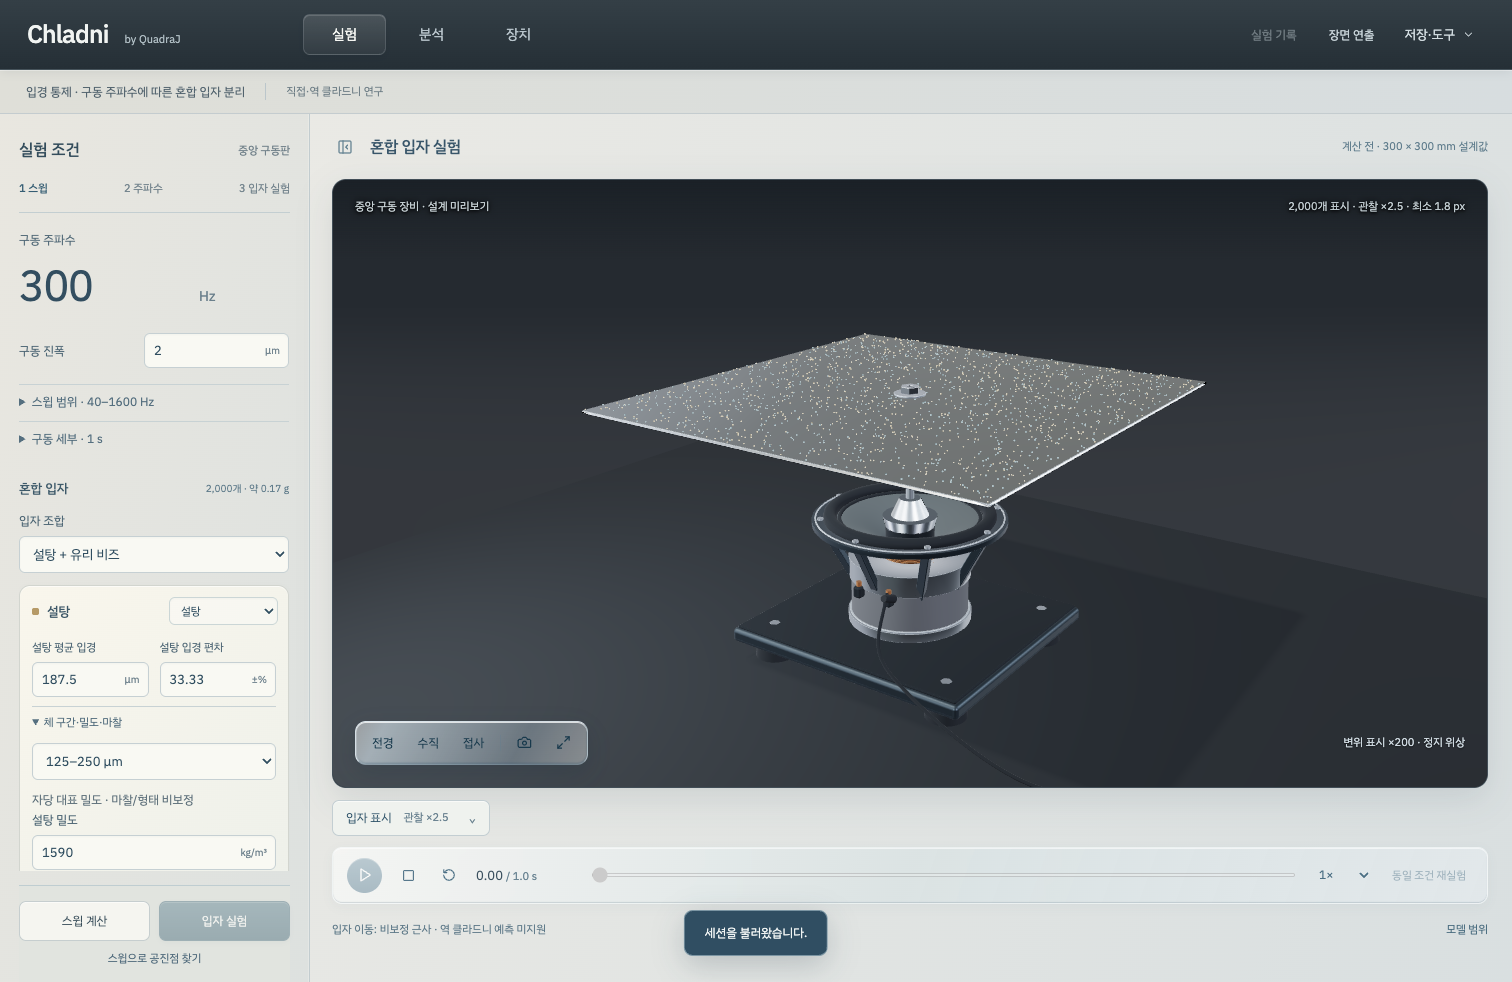 Chladni by QuadraJ
실험
분석
장치
실험 기록
장면 연출
저장·도구
입경 통제 · 구동 주파수에 따른 혼합 입자 분리
직접·역 클라드니 연구
실험 조건
중앙 구동판
1 스윕
2 주파수
3 입자 실험
구동 주파수
300 Hz
구동 진폭
2 μm
스윕 범위 · 40–1600 Hz
구동 세부 · 1 s
혼합 입자
2,000개 · 약 0.17 g
입자 조합
설탕 + 유리 비즈
설탕
설탕
설탕 평균 입경
설탕 입경 편차
187.5 μm
33.33 ±%
체 구간·밀도·마찰
125–250 μm
자당 대표 밀도 · 마찰/형태 비보정
설탕 밀도
1590 kg/m³
스윕 계산
입자 실험
스윕으로 공진점 찾기
혼합 입자 실험
계산 전 · 300 × 300 mm 설계값
중앙 구동 장비 · 설계 미리보기
2,000개 표시 · 관찰 ×2.5 · 최소 1.8 px
전경
수직
접사
변위 표시 ×200 · 정지 위상
입자 표시 관찰 ×2.5
0.00 / 1.0 s
1×
동일 조건 재실험
입자 이동: 비보정 근사 · 역 클라드니 예측 미지원
세션을 불러왔습니다.
모델 범위